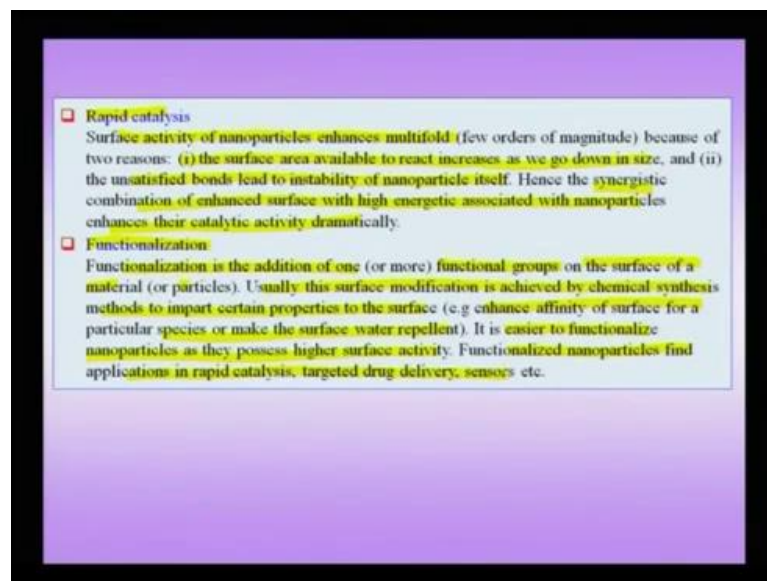 Rapid catalysis
Surface activity of nanoparticles enhances multifold (few orders of magnitude) because of
two reasons: (i) the surface area available to react increases as we go down in size, and (ii)
the unsatisfied bonds lead to instability of nanoparticle itself. Hence the synergistic
combination of enhanced surface with high energetic associated with nanoparticles
enhances their catalytic activity dramatically.
Functionalization
Functionalization is the addition of one (or more) functional groups on the surface of a
material (or particles). Usually this surface modification is achieved by chemical synthesis
methods to impart certain properties to the surface (e.g enhance affinity of surface for a
particular species or make the surface water repellent). It is easier to functionalize
nanoparticles as they possess higher surface activity. Functionalized nanoparticles find
applications in rapid catalysis, targeted drug delivery, sensors etc.